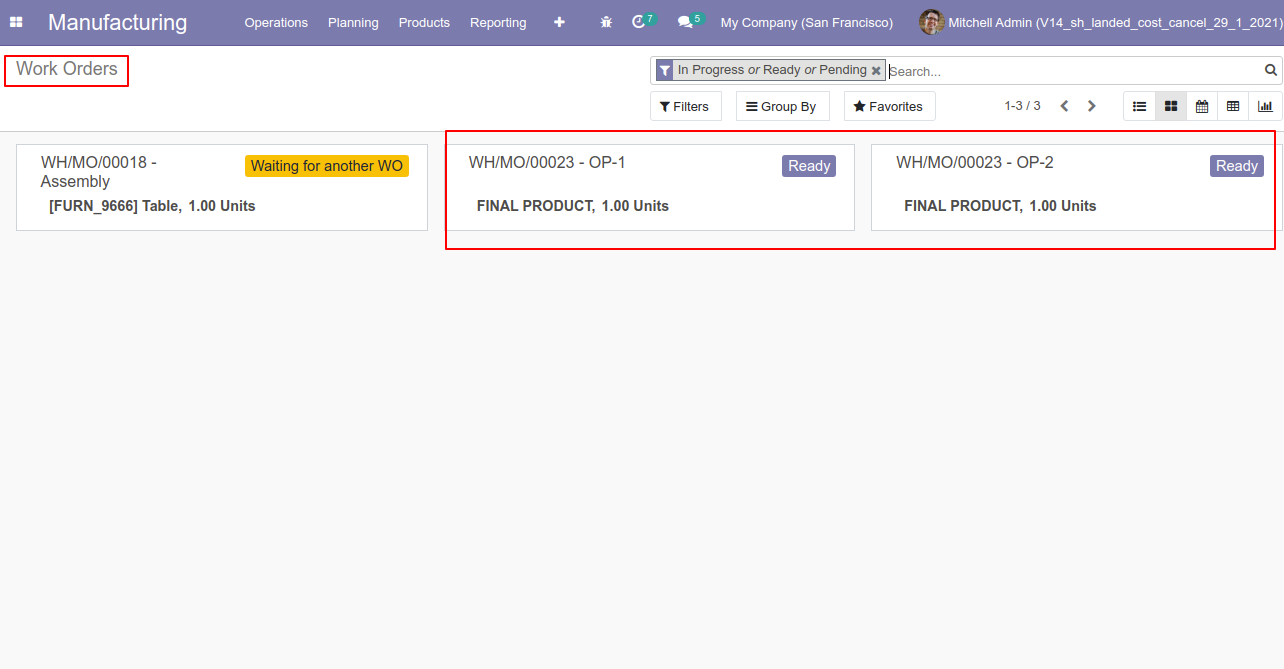 Manufacturing Operations Planning Products Reporting 7 5 My Company (San Francisco) Mitchell Admin (V14_sh_landed_cost_cancel_29_1_2021)
Work Orders
In Progress or Ready or Pending Search...
Filters Group By Favorites 1-3 / 3
WH/MO/00018 -
Assembly
Waiting for another WO
[FURN_9666] Table, 1.00 Units
WH/MO/00023 - OP-1
Ready
FINAL PRODUCT, 1.00 Units
WH/MO/00023 - OP-2
Ready
FINAL PRODUCT, 1.00 Units